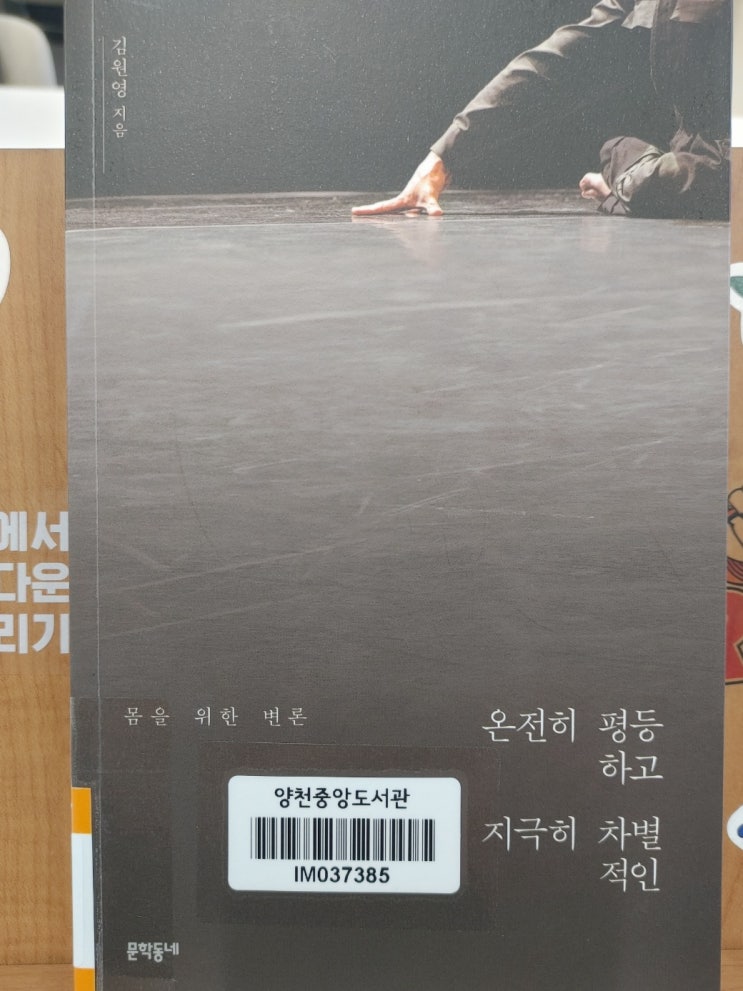 김원영 지음
에서
다운
리기
몸을 위한 변론
온전히 평등
하고
지극히 차별
적인
양천중앙도서관
IM037385
문학동네